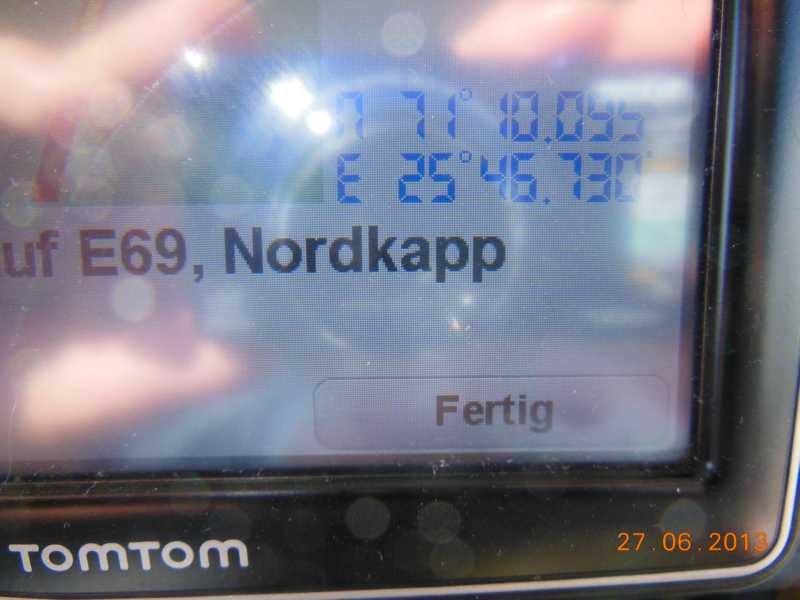 N 71° 10.095
E 25° 46.730'
uf E69, Nordkapp
Fertig
TOMTOM
27.06.2013